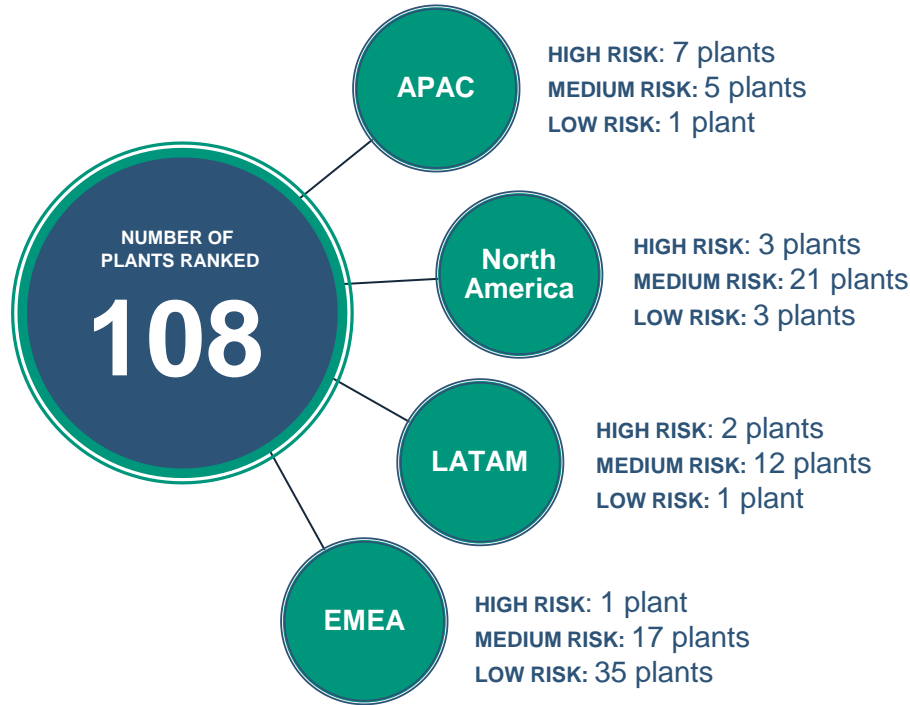 APAC
HIGH RISK: 7 plants
MEDIUM RISK: 5 plants
LOW RISK: 1 plant
NUMBER OF
PLANTS RANKED
108
North
America
HIGH RISK: 3 plants
MEDIUM RISK: 21 plants
LOW RISK: 3 plants
LATAM
HIGH RISK: 2 plants
MEDIUM RISK: 12 plants
LOW RISK: 1 plant
EMEA
HIGH RISK: 1 plant
MEDIUM RISK: 17 plants
LOW RISK: 35 plants